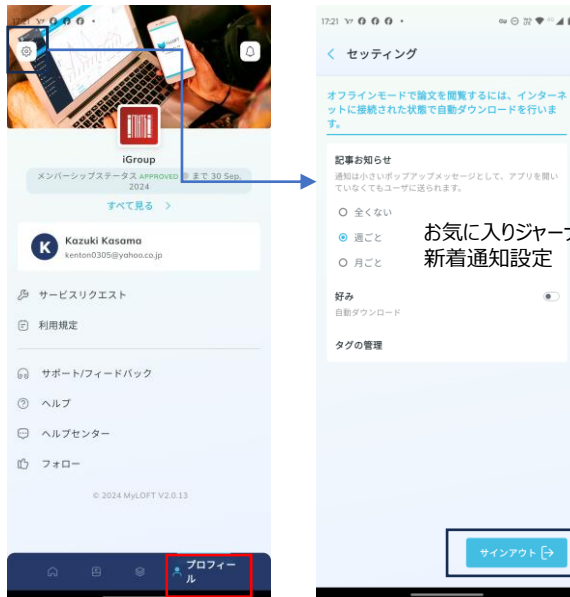 17:21
iGroup
メンバーシップステータス APPROVED まで 30 Sep. 2024
すべて見る >
K
Kazuki Kasama
kenton0305@yahoo.co.jp
サービスリクエスト
利用規定
サポート/フィードバック
ヘルプ
ヘルプセンター
フォロー
© 2024 MyLOFT V2.0.13
プロフィー
ル
17:21
< セッティング
オフラインモードで論文を閲覧するには、インターネ
ットに接続された状態で自動ダウンロードを行いま
す。
記事お知らせ
通知は小さいポップアップメッセージとして、アプリを開い
ていなくてもユーザに送られます。
全くない
週ごと
月ごと
お気に入りジャーナ
新着通知設定
好み
自動ダウンロード
タグの管理
サインアウト